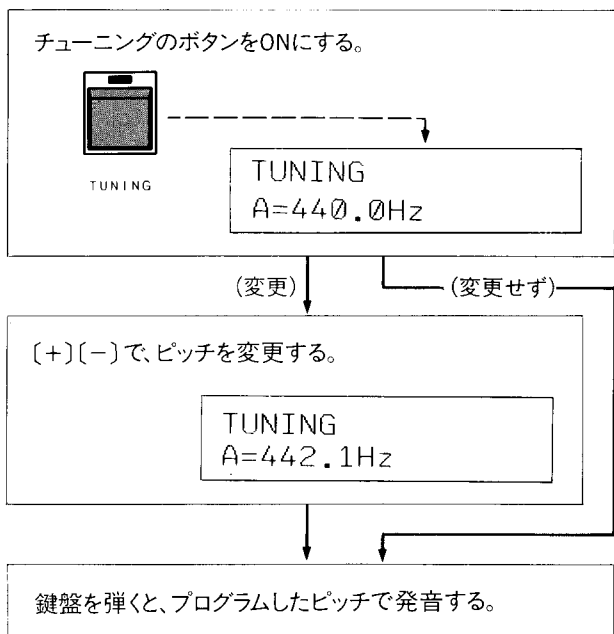 チューニングのボタンをONにする。
TUNING
TUNING
A=440.0Hz
(変更)
(変更せず)
〔+〕〔-〕で、ピッチを変更する。
TUNING
A=442.1Hz
鍵盤を弾くと、プログラムしたピッチで発音する。